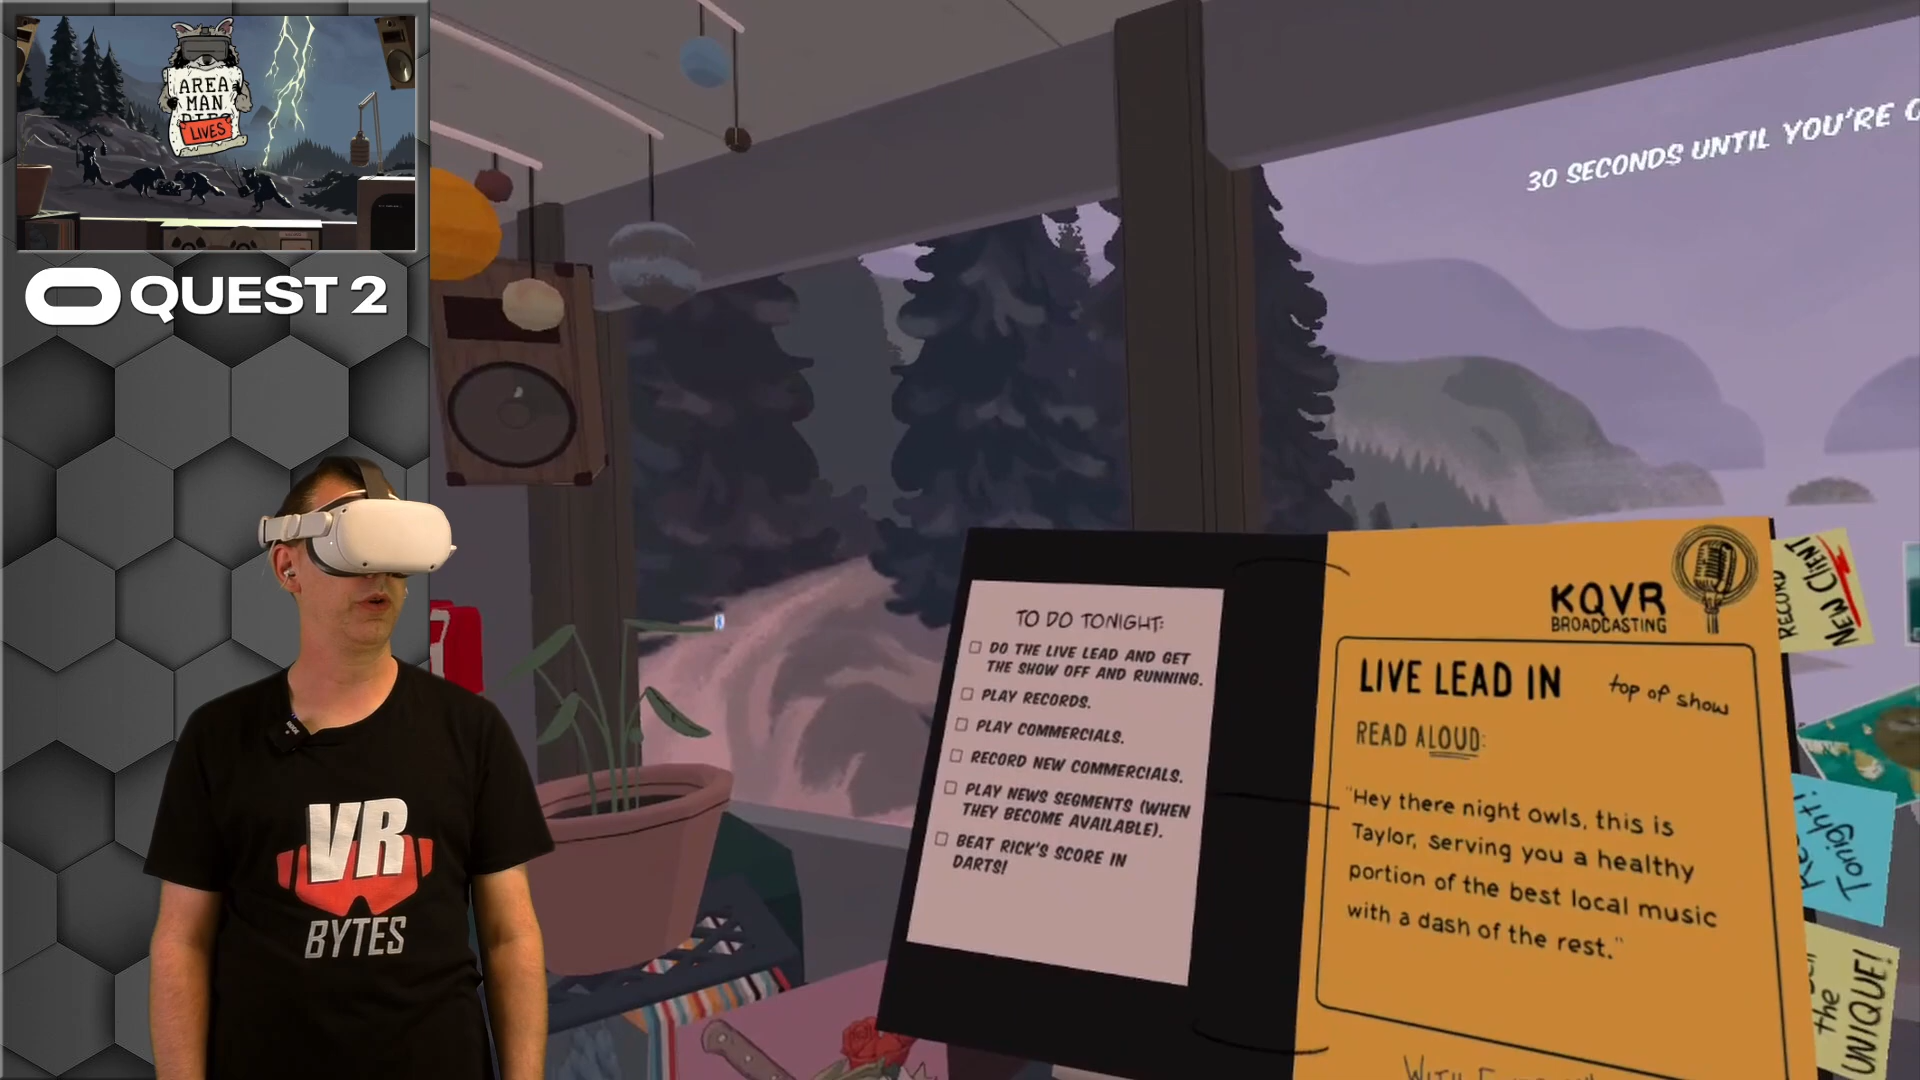 AREA
MAN
LIVES
QUEST 2
VR
BYTES
30 SECONDS UNTIL YOU'RE
TO DO TONIGHT:
DO THE LIVE LEAD AND GET
THE SHOW OFF AND RUNNING.
PLAY RECORDS.
PLAY COMMERCIALS.
RECORD NEW COMMERCIALS.
PLAY NEWS SEGMENTS (WHEN
THEY BECOME AVAILABLE).
BEAT RICK'S SCORE IN
DARTS!
KQVR
BROADCASTING
LIVE LEAD IN
top of show
READ ALOUD:
"Hey there night owls, this is
Taylor, serving you a healthy
portion of the best local music
with a dash of the rest."
RECORD
NEW CLIENT
Tonight!
the
UNIQUE!